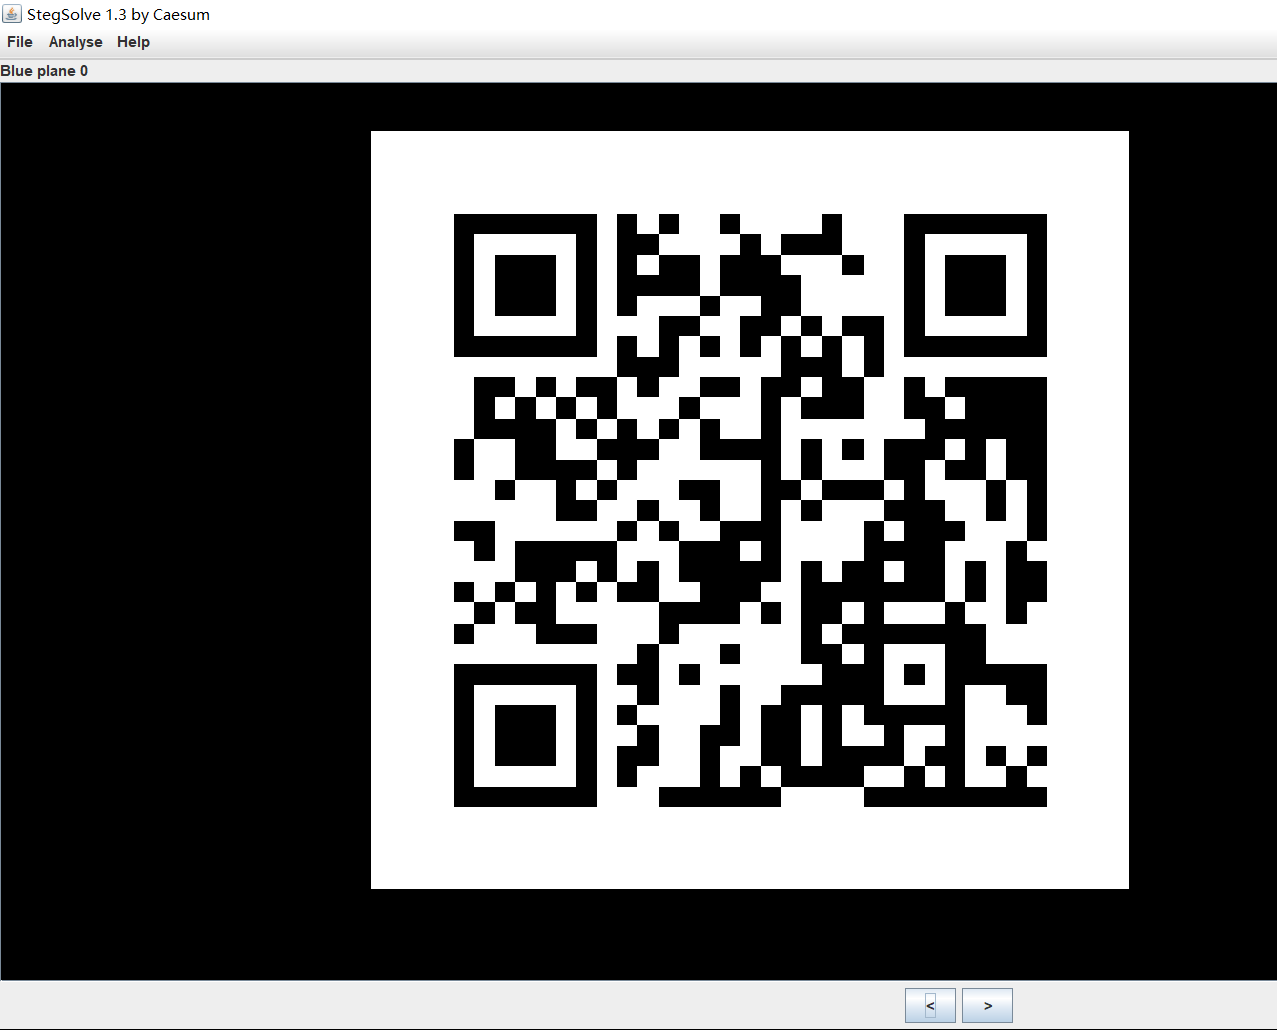 StegSolve 1.3 by Caesum
File Analyse Help
Blue plane 0
< >